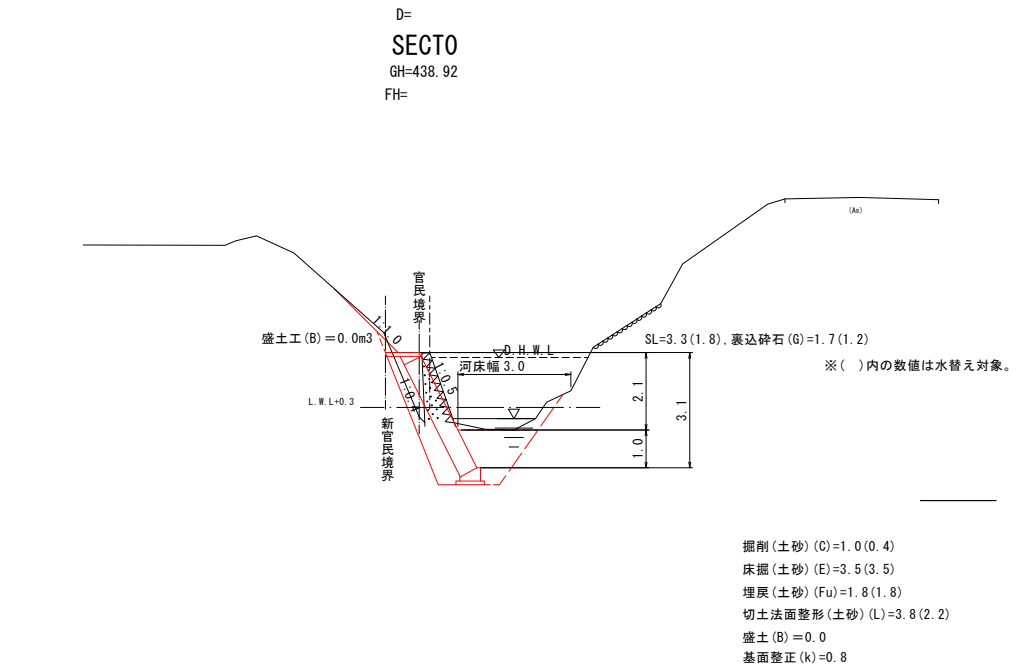 D=
SECTO
GH=438.92
FH=
(As)
官民境界
1:1.0
盛土工(B)=0.0m3
D.H.W.L
SL=3.3(1.8),裏込砕石(G)=1.7(1.2)
河床幅3.0
※( )内の数値は水替え対象。
1:0.5
1:0.4
2.1
3.1
L.W.L+0.3
新官民境界
1.0
掘削(土砂)(C)=1.0(0.4)
床掘(土砂)(E)=3.5(3.5)
埋戻(土砂)(Fu)=1.8(1.8)
切土法面整形(土砂)(L)=3.8(2.2)
盛土(B)=0.0
基面整正(k)=0.8